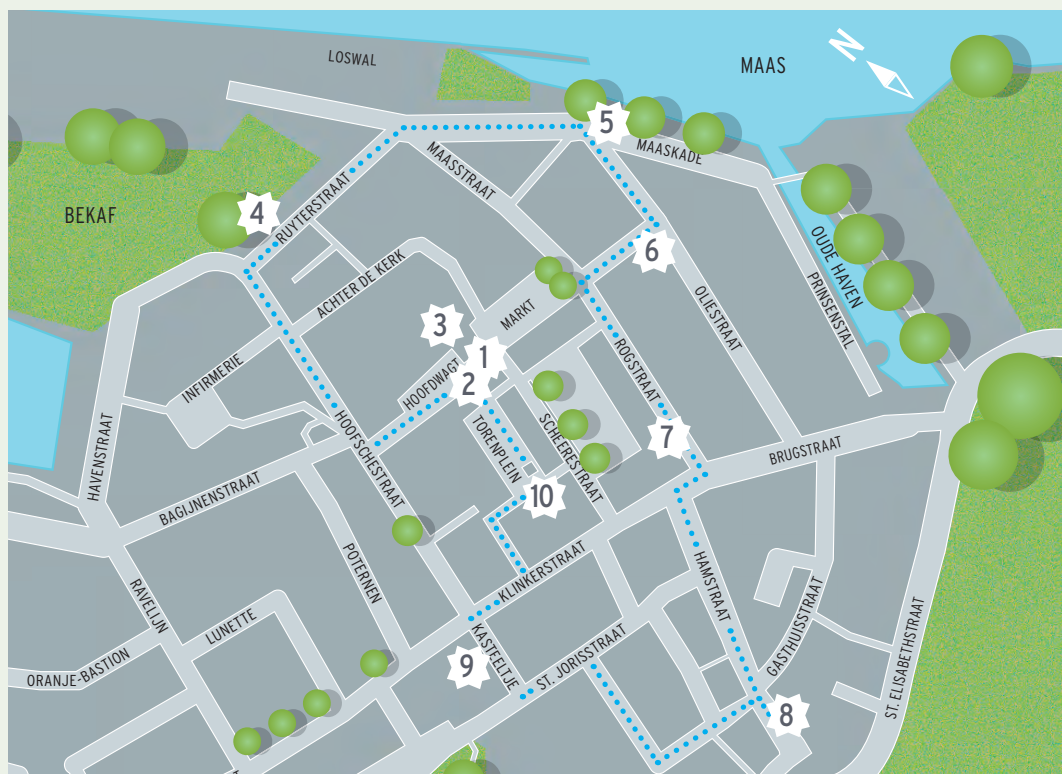 LOSWAL
MAAS
N
5
MAASKADE
MAASSTRAAT
BEKAF
4
RUYTERSTRAAT
6
OUDE HAVEN
ACHTER DE KERK
OLIESTRAAT
PRINSENSTAL
3
MARKT
1
2
HOOFDWAGT
ROGSTRAAT
INFIRMERIE
HAVENSTRAAT
HOOFSCHESTRAAT
TORENPLEIN
SCHEERESTRAAT
7
BRUGSTRAAT
BAGIJNENSTRAAT
10
POTERNEN
KLINKERSTRAAT
HAMSTRAAT
RAVELIJN
LUNETTE
ORANJE-BASTION
9
KASTEELTJE
ST. JORISSTRAAT
GASTHUISSTRAAT
ST. ELISABETHSTRAAT
8